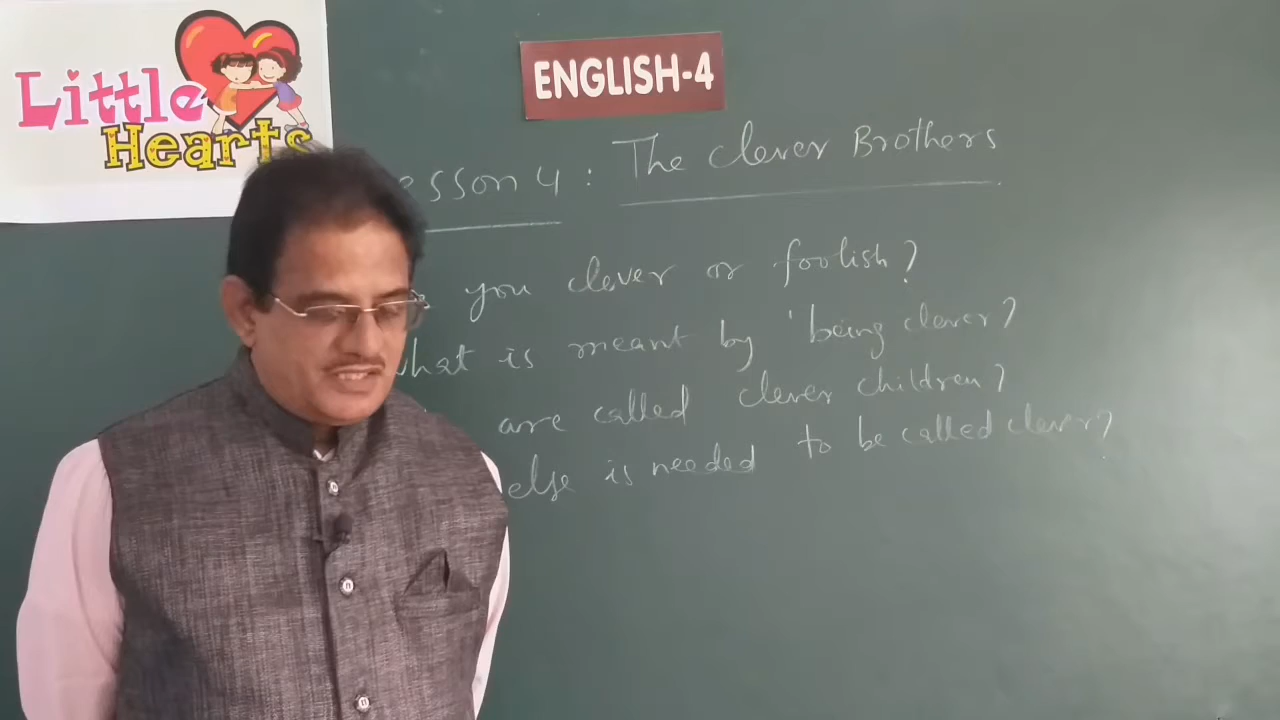 Little
Hearts
ENGLISH-4
esson 4 : The Clever Brothers
you clever or foolish?
what is meant by 'being clever?
are called clever children?
else is needed to be called clever?